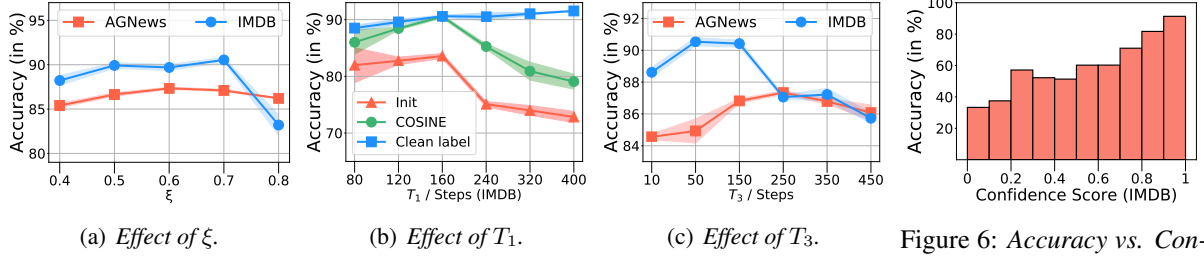 Accuracy (in %)
95
90
85
80
AGNews
IMDB
0.4 0.5 0.6 0.7 0.8
ξ
(a) Effect of ξ.
Accuracy (in %)
90
80
70
Init
COSINE
Clean label
80 120 160 240 320 400
T1 / Steps (IMDB)
(b) Effect of T1.
Accuracy (in %)
92
90
88
86
84
AGNews
IMDB
10 50 150 250 350 450
T3 / Steps
(c) Effect of T3.
Accuracy (in %)
100
80
60
40
20
0 0.2 0.4 0.6 0.8 1
Confidence Score (IMDB)
Figure 6: Accuracy vs. Con-